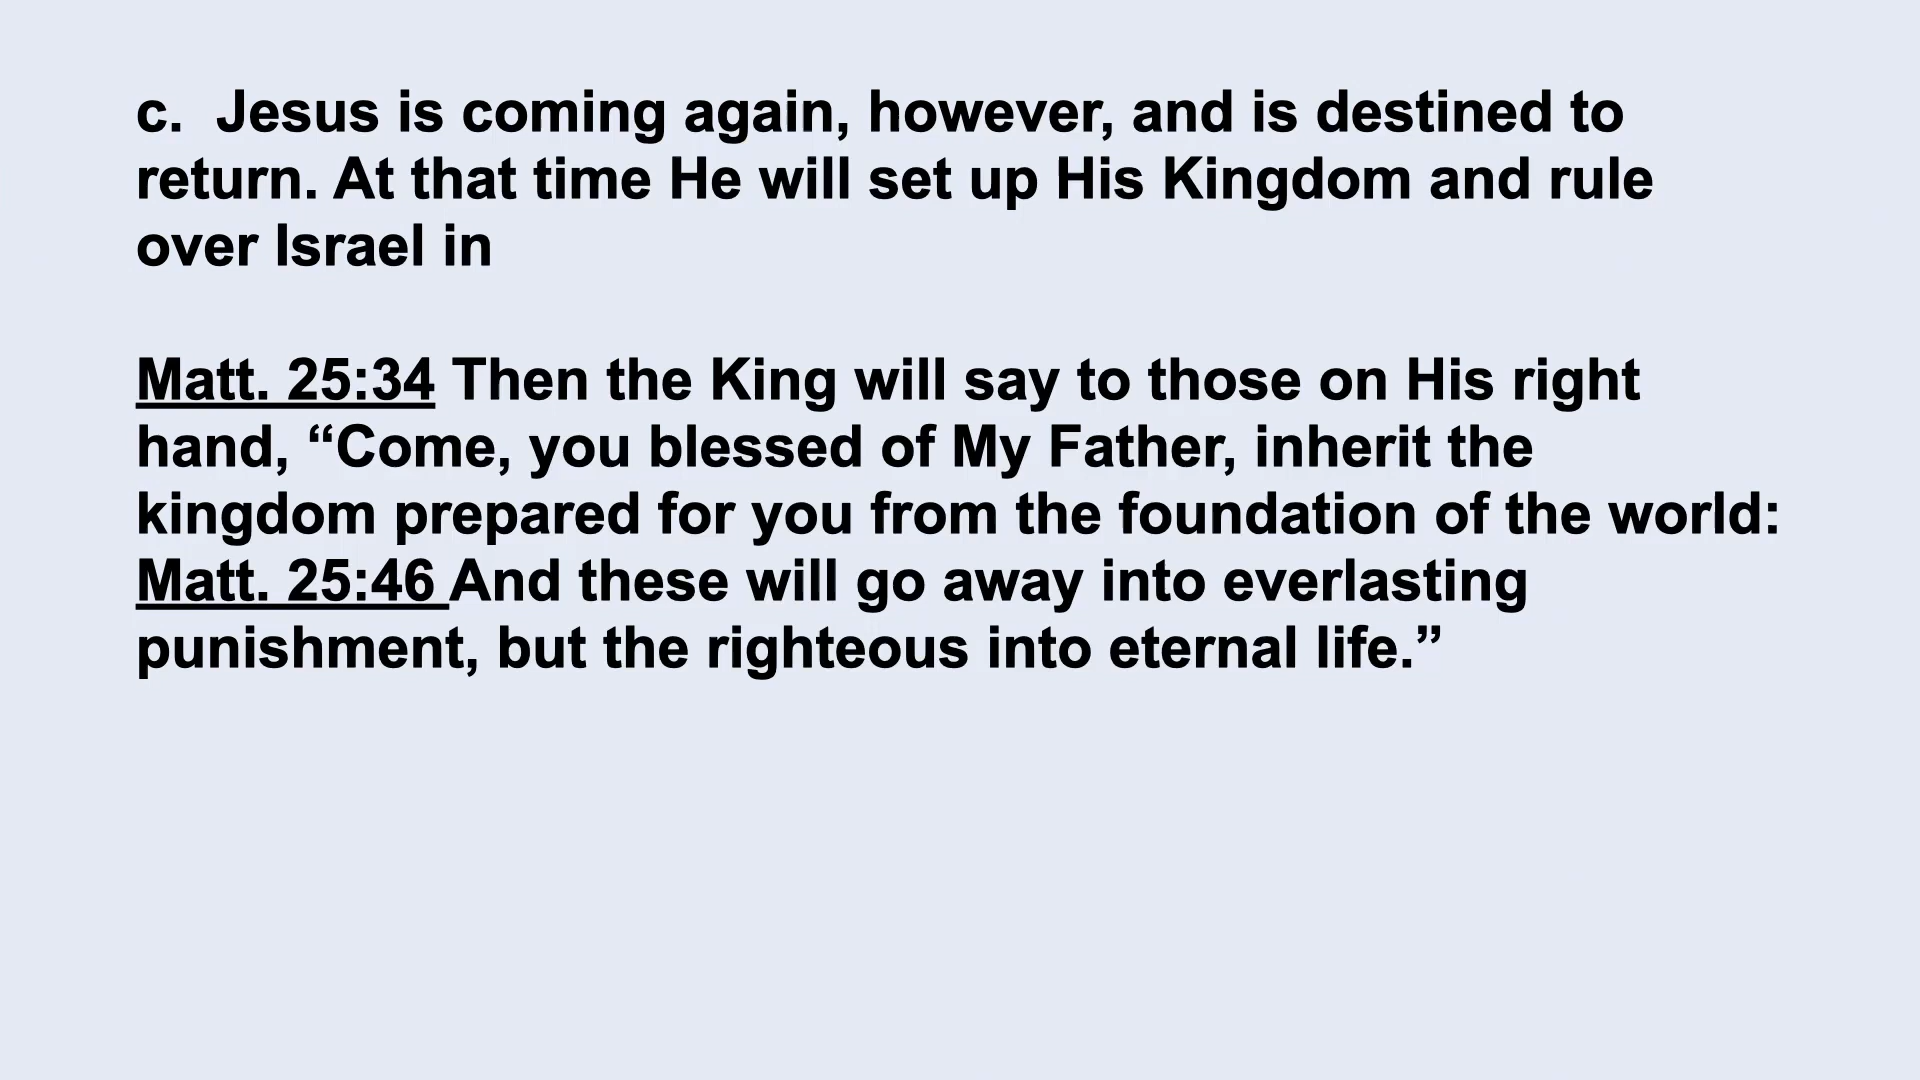 c.  Jesus is coming again, however, and is destined to
return. At that time He will set up His Kingdom and rule
over Israel in
Matt. 25:34 Then the King will say to those on His right
hand, “Come, you blessed of My Father, inherit the
kingdom prepared for you from the foundation of the world:
Matt. 25:46 And these will go away into everlasting
punishment, but the righteous into eternal life.”